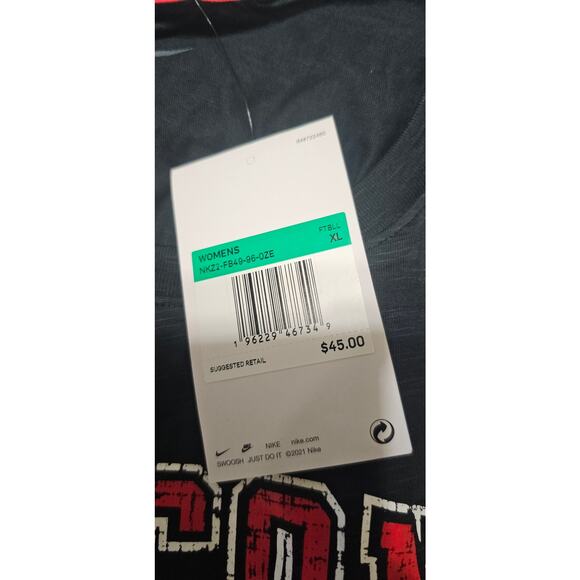 WOMENS FTBLL
NKZ2-FB49-96-0ZE XL
1 96229 46734 9
SUGGESTED RETAIL $45.00
NIKE nike.com
SWOOSH JUST DO IT ©2021 Nike